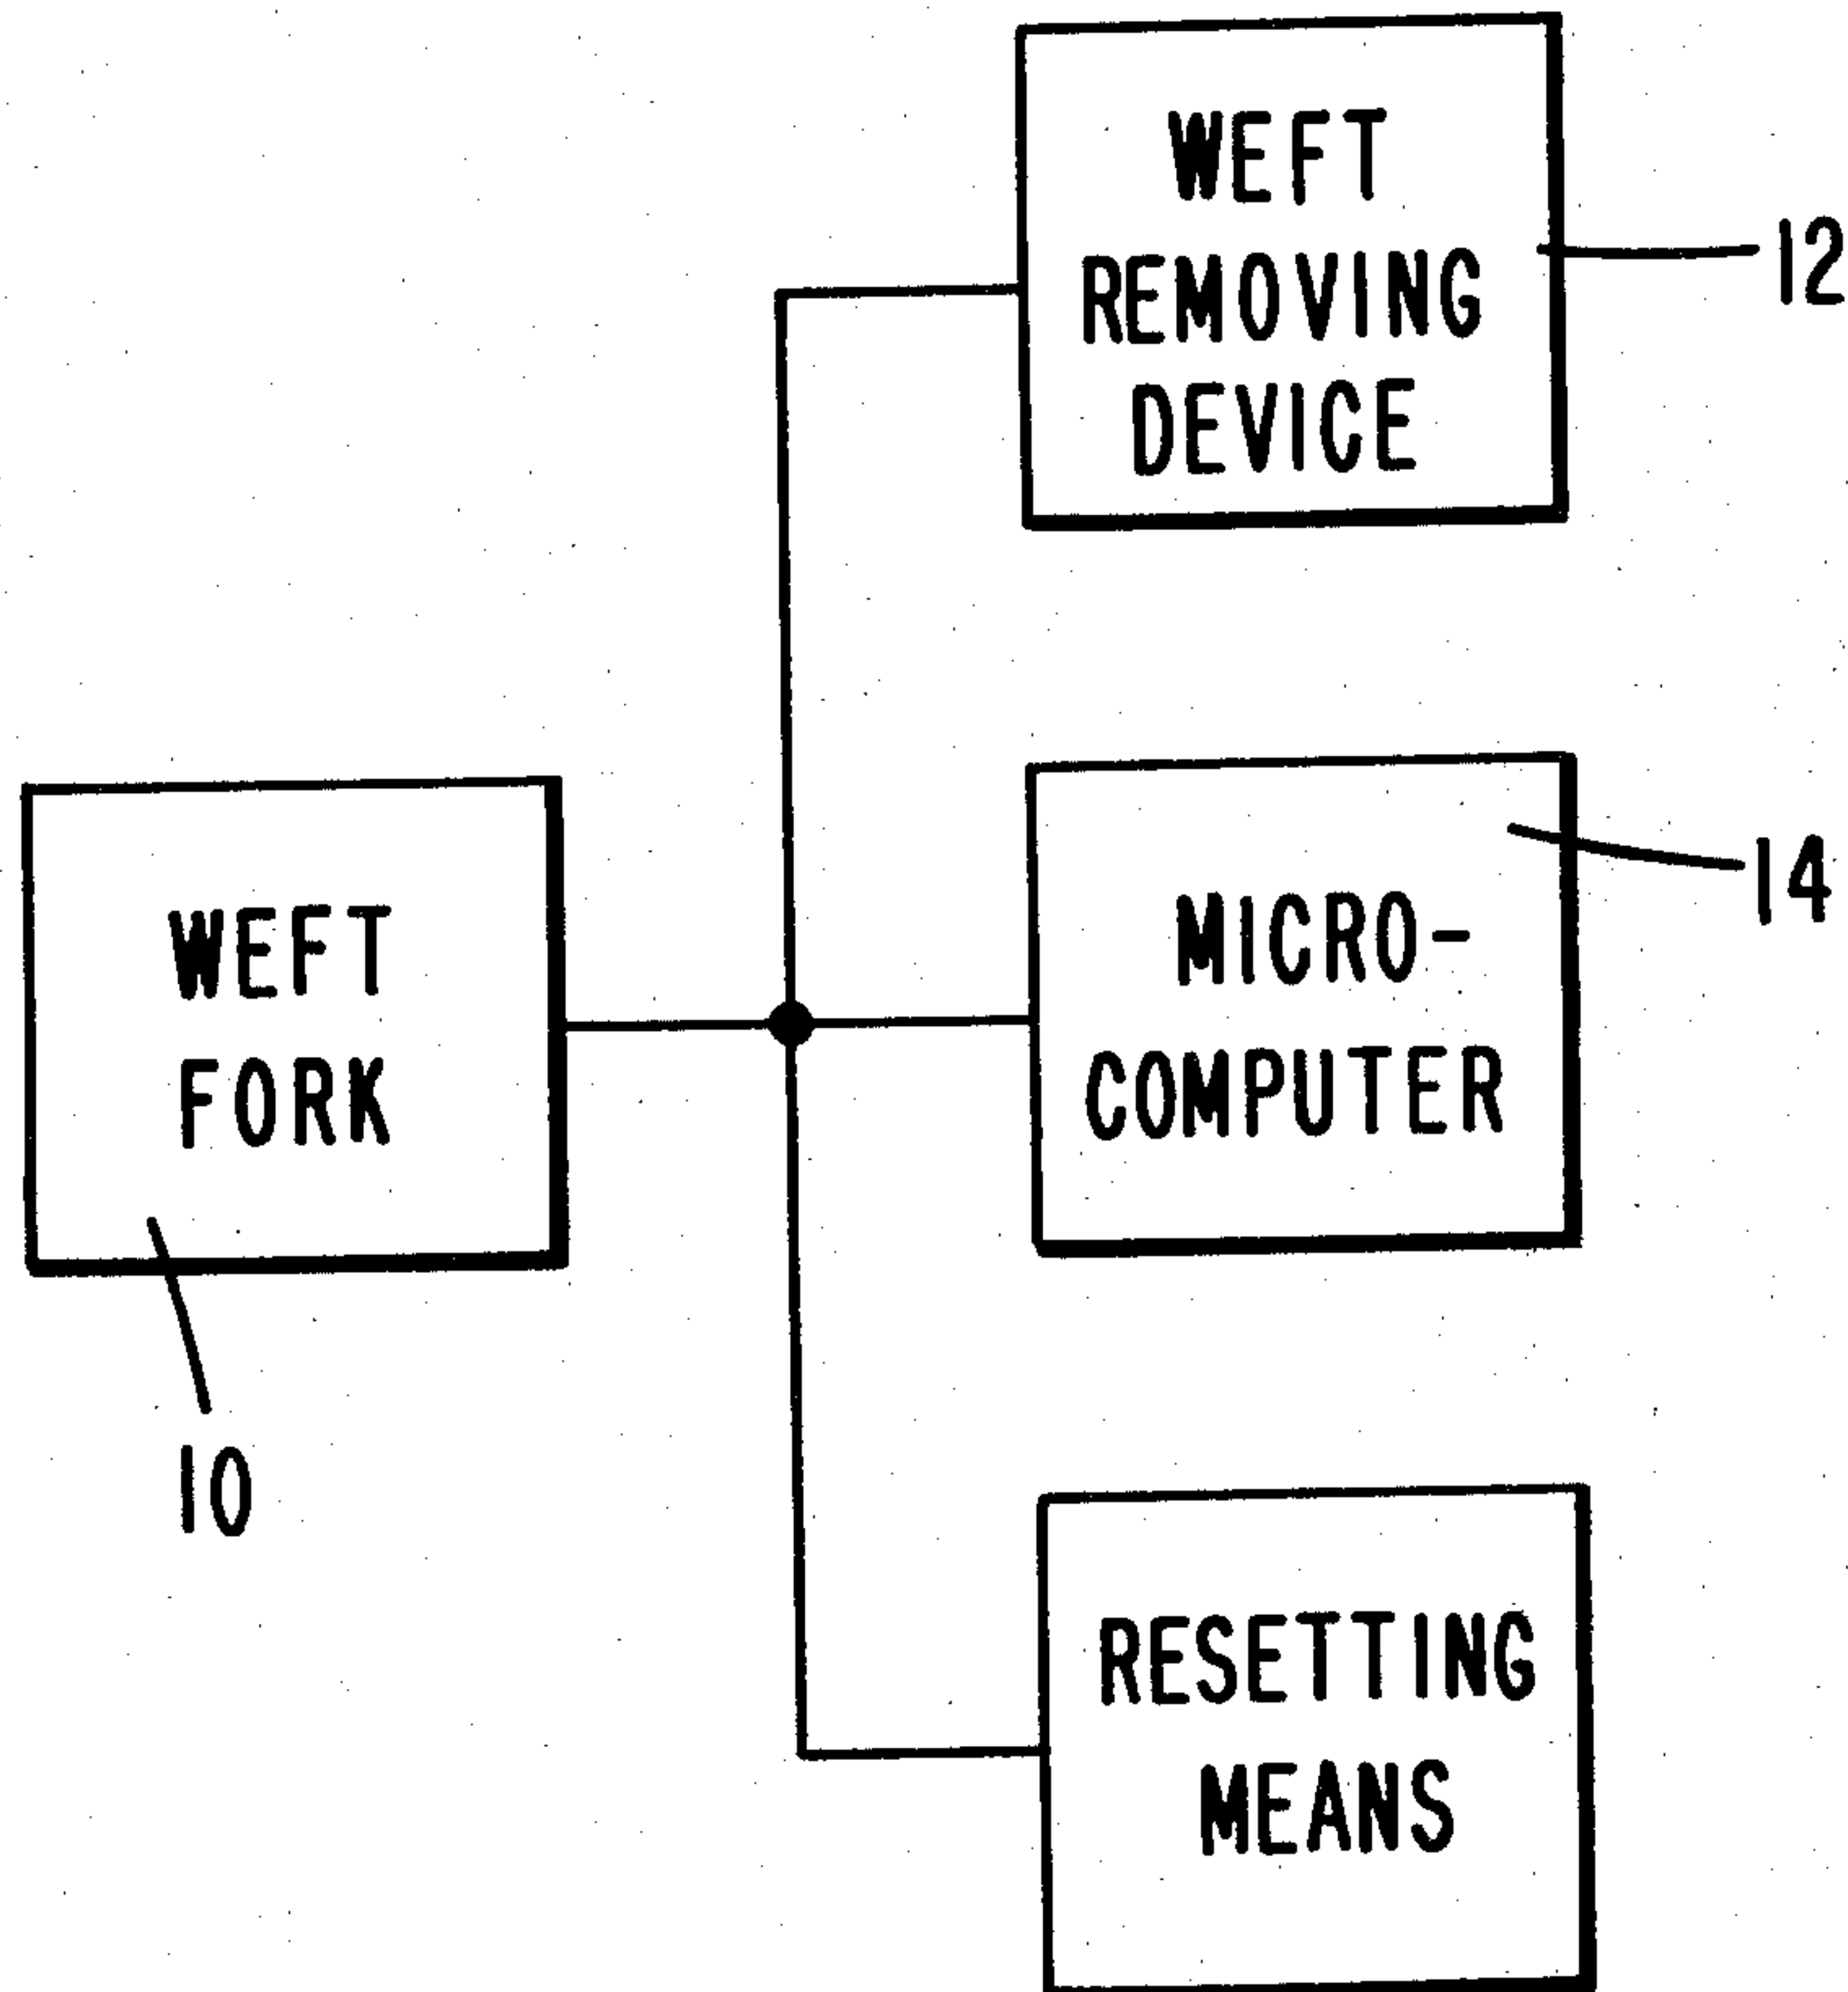 WEFT
REMOVING
DEVICE
12
WEFT
FORK
10
MICRO-
COMPUTER
14
RESETTING
MEANS